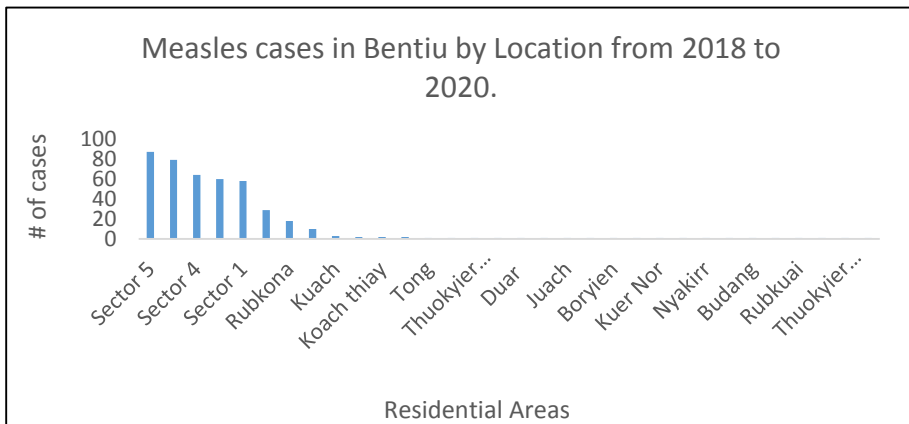 Measles cases in Bentiu by Location from 2018 to
2020.
# of cases
100
80
60
40
20
0
Sector 5
Sector 4
Sector 1
Rubkona
Kuach
Koach thiay
Tong
Thuokyier...
Duar
Juach
Boryien
Kuer Nor
Nyakirr
Budang
Rubkuai
Thuokyier...
Residential Areas